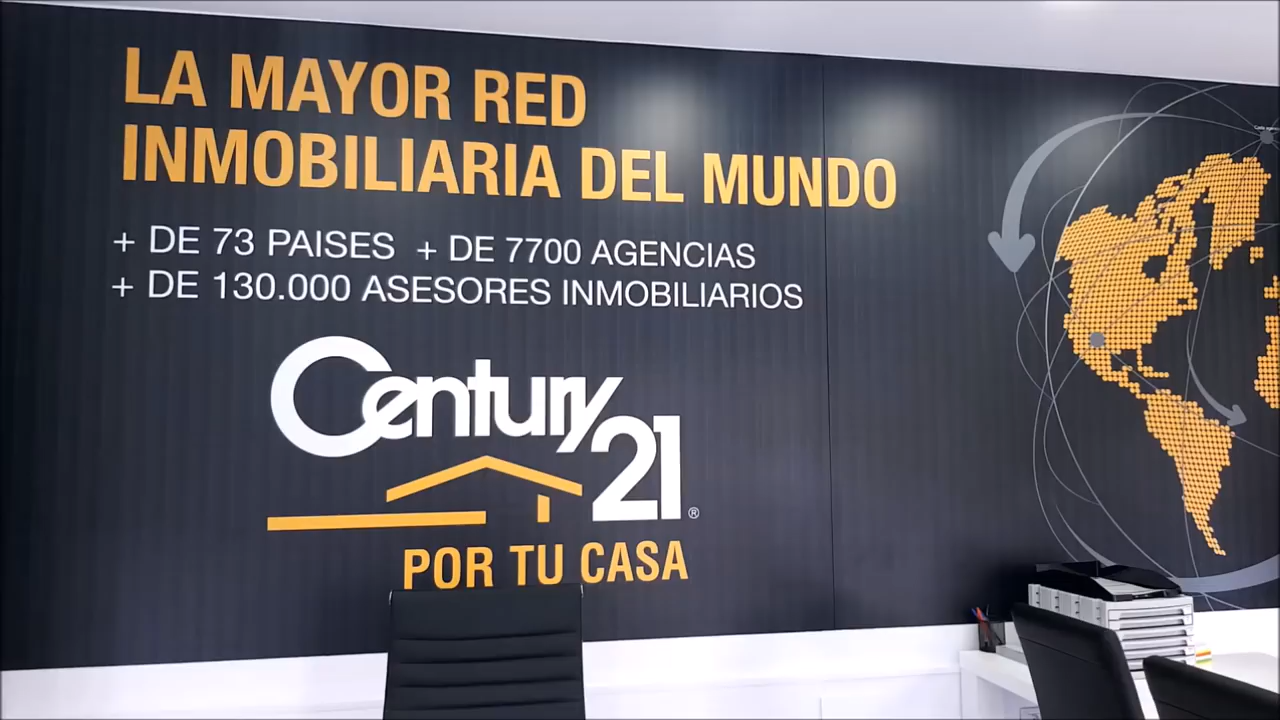 LA MAYOR RED
INMOBILIARIA DEL MUNDO
+ DE 73 PAISES + DE 7700 AGENCIAS
+ DE 130.000 ASESORES INMOBILIARIOS
Century
21®
POR TU CASA